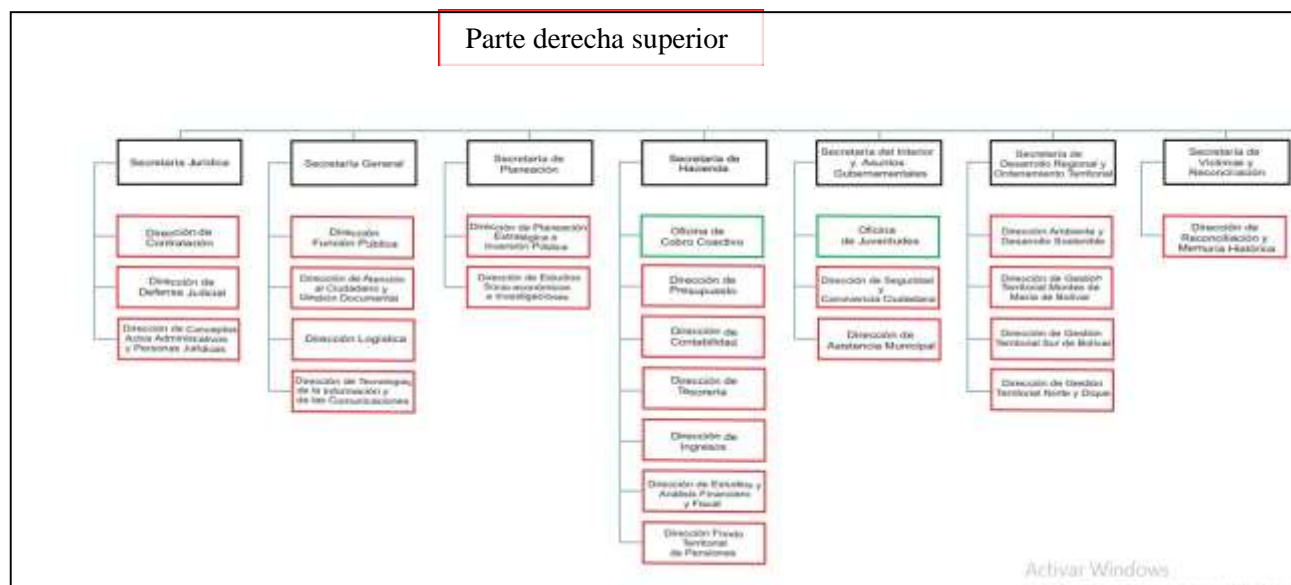 Parte derecha superior
Secretaría Jurídica
Dirección de
Contratación
Dirección de
Defensa Judicial
Dirección de Conceptos
Actos Administrativos
y Personas Jurídicas
Secretaría General
Dirección
Función Pública
Dirección de Atención
al Ciudadano y
Gestión Documental
Dirección Logística
Dirección de Tecnologías
de la Información y
de las Comunicaciones
Secretaría de
Planeación
Dirección de Planeación
Estratégica e
Inversión Pública
Dirección de Estudios
Socio-económicos
e Investigaciones
Secretaría de
Hacienda
Oficina de
Cobro Coactivo
Dirección de
Presupuesto
Dirección de
Contabilidad
Dirección de
Tesorería
Dirección de
Ingresos
Dirección de Estudios y
Análisis Financiero
y Fiscal
Dirección Fondo
Territorial
de Pensiones
Secretaría del Interior
y Asuntos
Gubernamentales
Oficina
de Juventudes
Dirección de Seguridad
y
Convivencia Ciudadana
Dirección de
Asistencia Municipal
Secretaría de
Desarrollo Regional y
Ordenamiento Territorial
Dirección Ambiente y
Desarrollo Sostenible
Dirección de Gestión
Territorial Montes de
María de Bolívar
Dirección de Gestión
Territorial Sur de Bolívar
Dirección de Gestión
Territorial Norte y Dique
Secretaría de
Víctimas y
Reconciliación
Dirección de
Reconciliación y
Memoria Histórica
Activar Windows